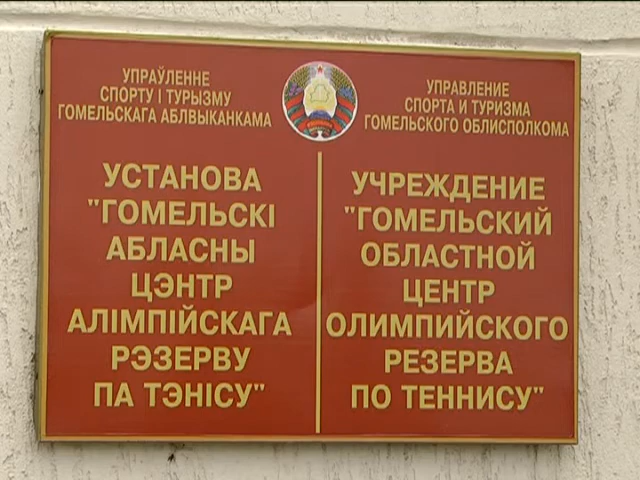 УПРАЎЛЕННЕ
СПОРТУ І ТУРЫЗМУ
ГОМЕЛЬСКАГА АБЛВЫКАНКАМА
УСТАНОВА
"ГОМЕЛЬСКІ
АБЛАСНЫ
ЦЭНТР
АЛІМПІЙСКАГА
РЭЗЕРВУ
ПА ТЭНІСУ"
УПРАВЛЕНИЕ
СПОРТА И ТУРИЗМА
ГОМЕЛЬСКОГО ОБЛИСПОЛКОМА
УЧРЕЖДЕНИЕ
"ГОМЕЛЬСКИЙ
ОБЛАСТНОЙ
ЦЕНТР
ОЛИМПИЙСКОГО
РЕЗЕРВА
ПО ТЕННИСУ"